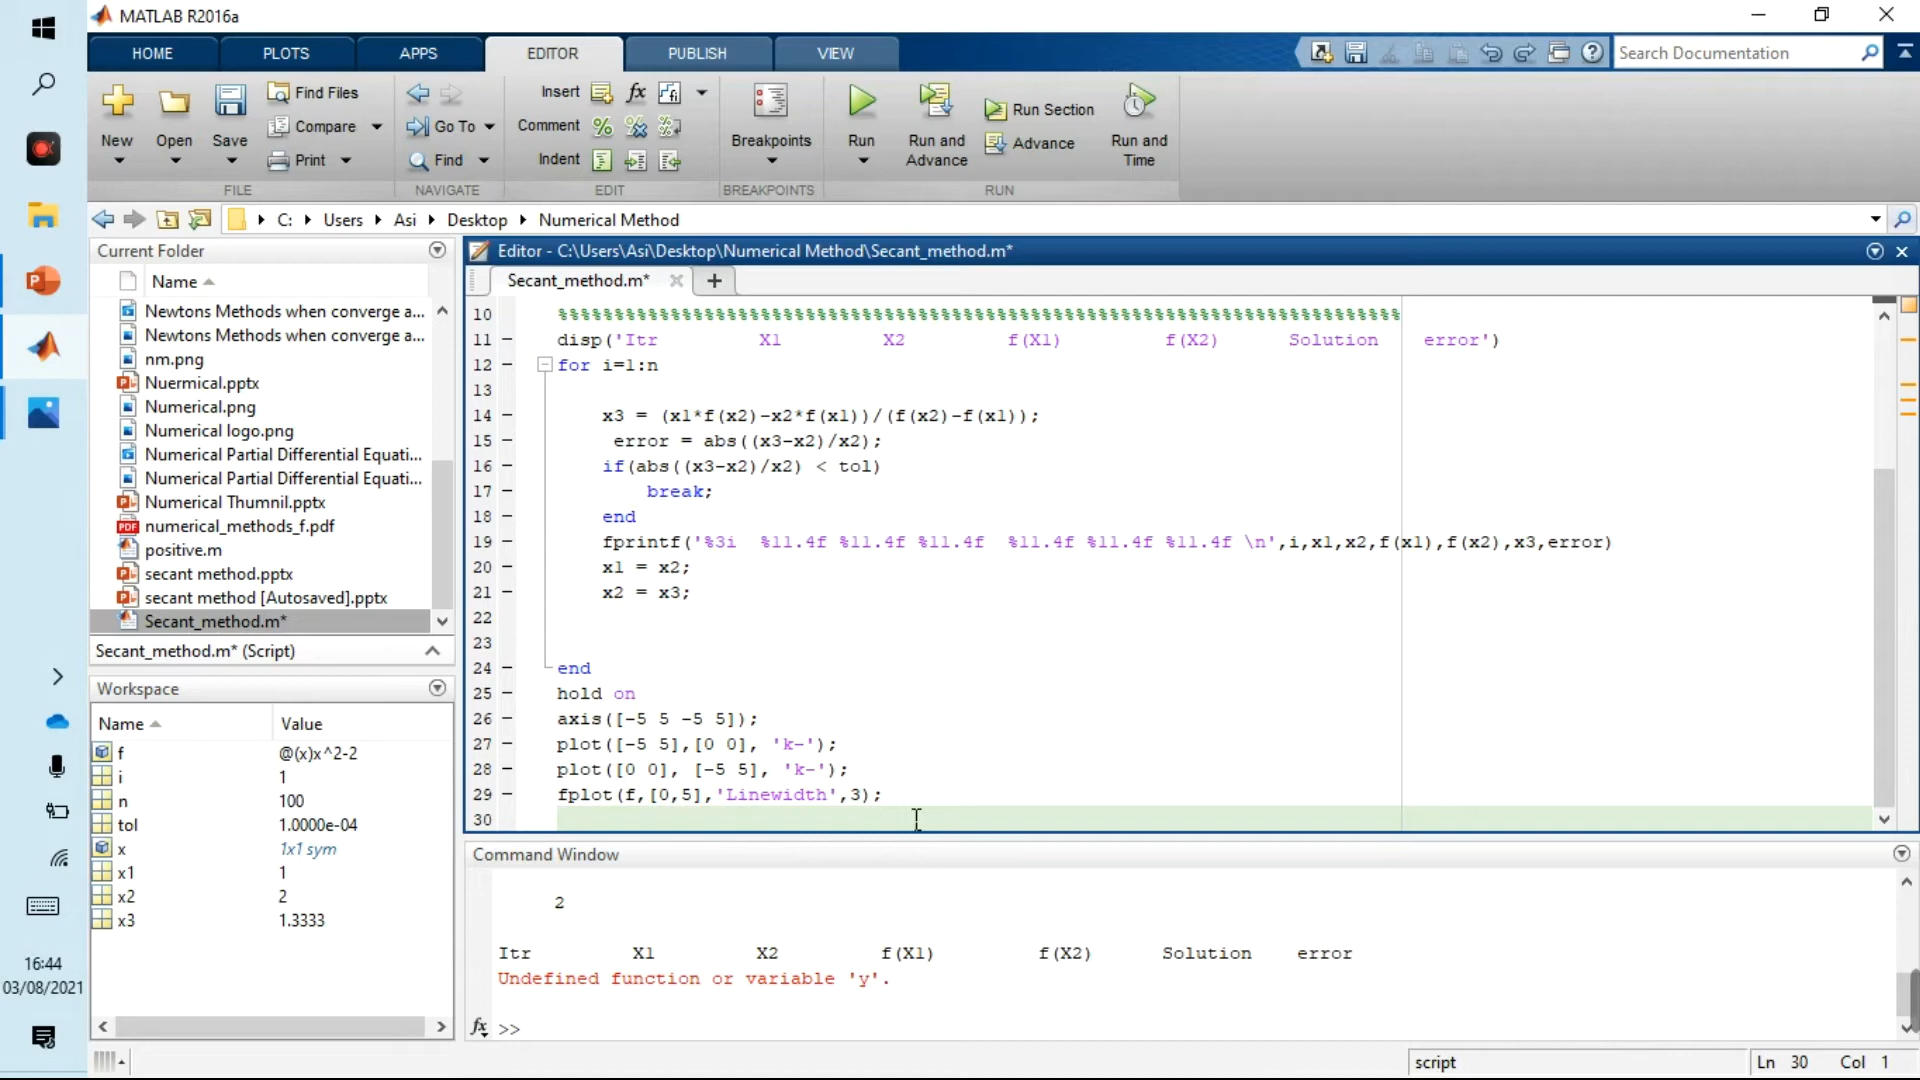 MATLAB R2016a
HOME PLOTS APPS EDITOR PUBLISH VIEW
Search Documentation
New Open Save
Find Files
Compare
Print
FILE
Go To
Find
NAVIGATE
Insert
Comment
Indent
EDIT
Breakpoints
BREAKPOINTS
Run
Run and Advance
Run Section
Advance
Run and Time
RUN
C: Users Asi Desktop Numerical Method
Current Folder
Name
Newtons Methods when converge a...
Newtons Methods when converge a...
nm.png
Nuermical.pptx
Numerical.png
Numerical logo.png
Numerical Partial Differential Equati...
Numerical Partial Differential Equati...
Numerical Thumnil.pptx
numerical_methods_f.pdf
positive.m
secant method.pptx
secant method [Autosaved].pptx
Secant_method.m*
Secant_method.m* (Script)
Workspace
Name Value
f @(x)x^2-2
i 1
n 100
tol 1.0000e-04
x 1x1 sym
x1 1
x2 2
x3 1.3333
Editor - C:\Users\Asi\Desktop\Numerical Method\Secant_method.m*
Secant_method.m*
10
11 disp('Itr X1 X2 f(X1) f(X2) Solution error')
12 for i=1:n
13
14 x3 = (x1*f(x2)-x2*f(x1))/(f(x2)-f(x1));
15 error = abs((x3-x2)/x2);
16 if(abs((x3-x2)/x2) < tol)
17 break;
18 end
19 fprintf('%3i %11.4f %11.4f %11.4f %11.4f %11.4f %11.4f \n',i,x1,x2,f(x1),f(x2),x3,error)
20 x1 = x2;
21 x2 = x3;
22
23
24 end
25 hold on
26 axis([-5 5 -5 5]);
27 plot([-5 5],[0 0], 'k-');
28 plot([0 0], [-5 5], 'k-');
29 fplot(f,[0,5],'Linewidth',3);
30
Command Window
2
Itr X1 X2 f(X1) f(X2) Solution error
Undefined function or variable 'y'.
fx >>
script
Ln 30 Col 1
16:44
03/08/2021